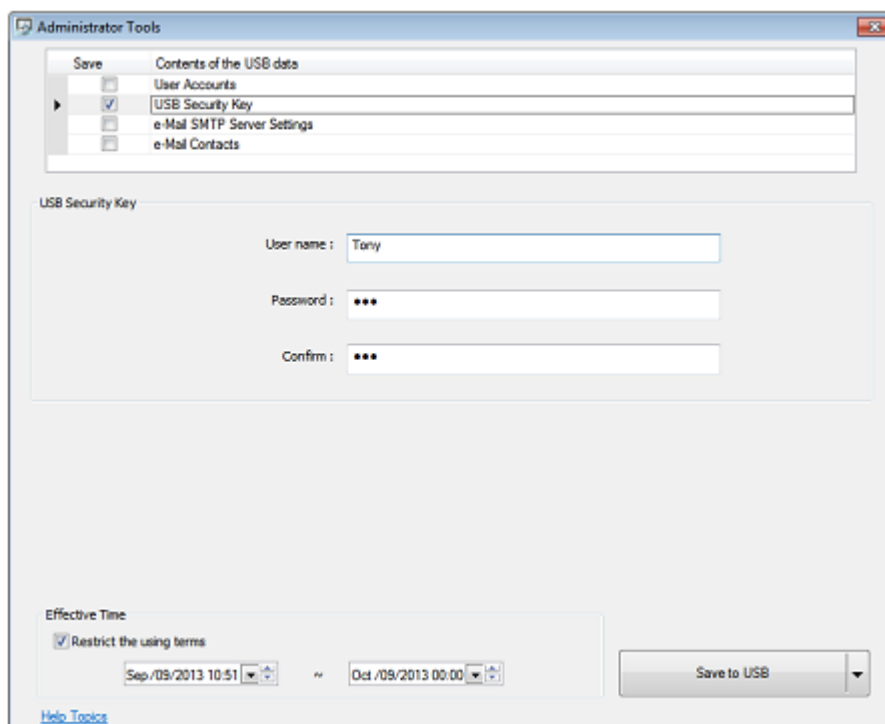 Administrator Tools
Save Contents of the USB data
User Accounts
USB Security Key
e-Mail SMTP Server Settings
e-Mail Contacts
USB Security Key
User name : Tony
Password : ●●●
Confirm : ●●●
Effective Time
Restrict the using terms
Sep/09/2013 10:51 ~ Oct /09/2013 00:00
Save to USB
Help Topics